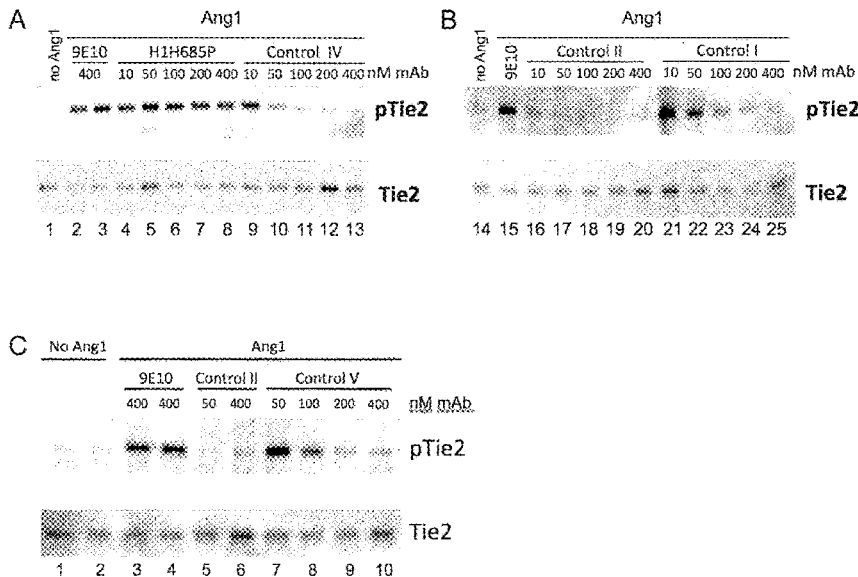 A
Ang1
no Ang1
9E10 H1H685P Control IV
400 10 50 100 200 400 10 50 100 200 400 nM mAb
pTie2
Tie2
1 2 3 4 5 6 7 8 9 10 11 12 13
B
Ang1
no Ang1
9E10
Control II Control I
10 50 100 200 400 10 50 100 200 400 nM mAb
pTie2
Tie2
14 15 16 17 18 19 20 21 22 23 24 25
C
No Ang1 Ang1
9E10 Control II Control V
400 400 50 400 50 100 200 400 nM mAb
pTie2
Tie2
1 2 3 4 5 6 7 8 9 10